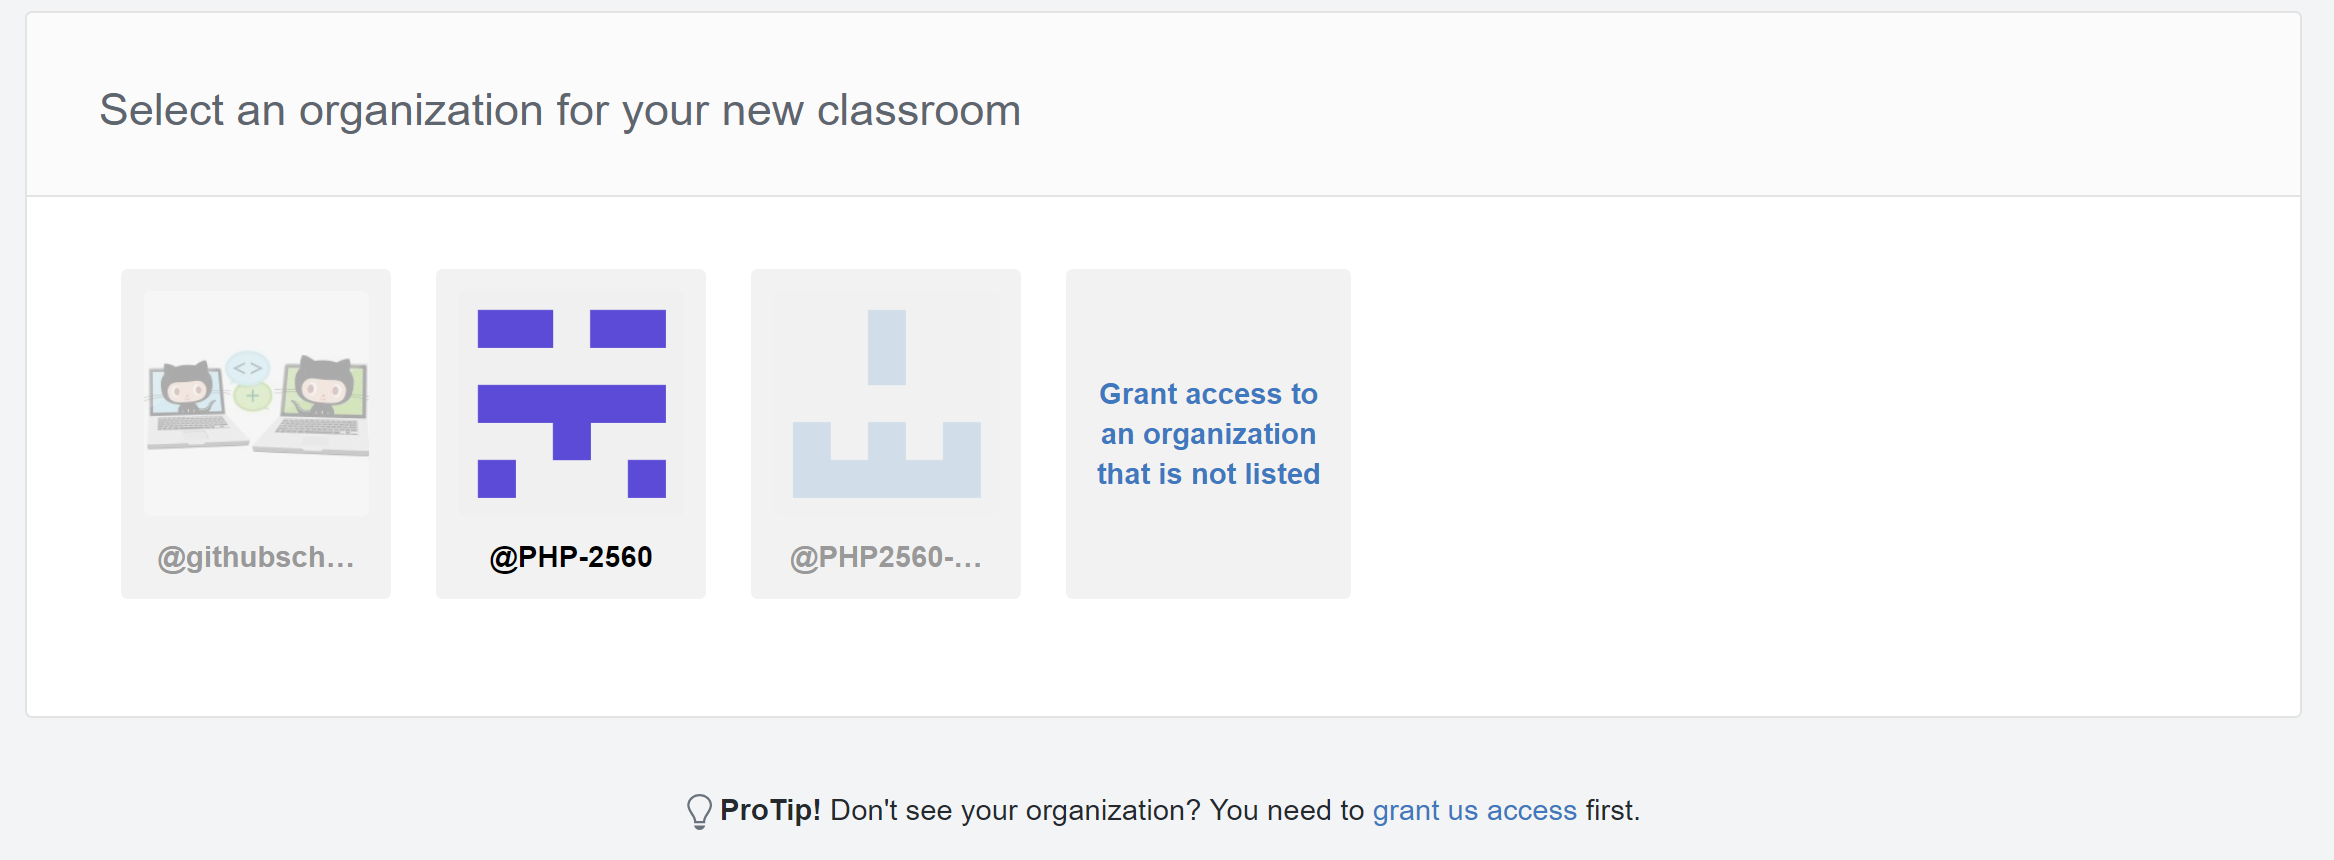 Select an organization for your new classroom
<>
+
@githubsch...
@PHP-2560
@PHP2560-...
Grant access to
an organization
that is not listed
ProTip! Don't see your organization? You need to grant us access first.